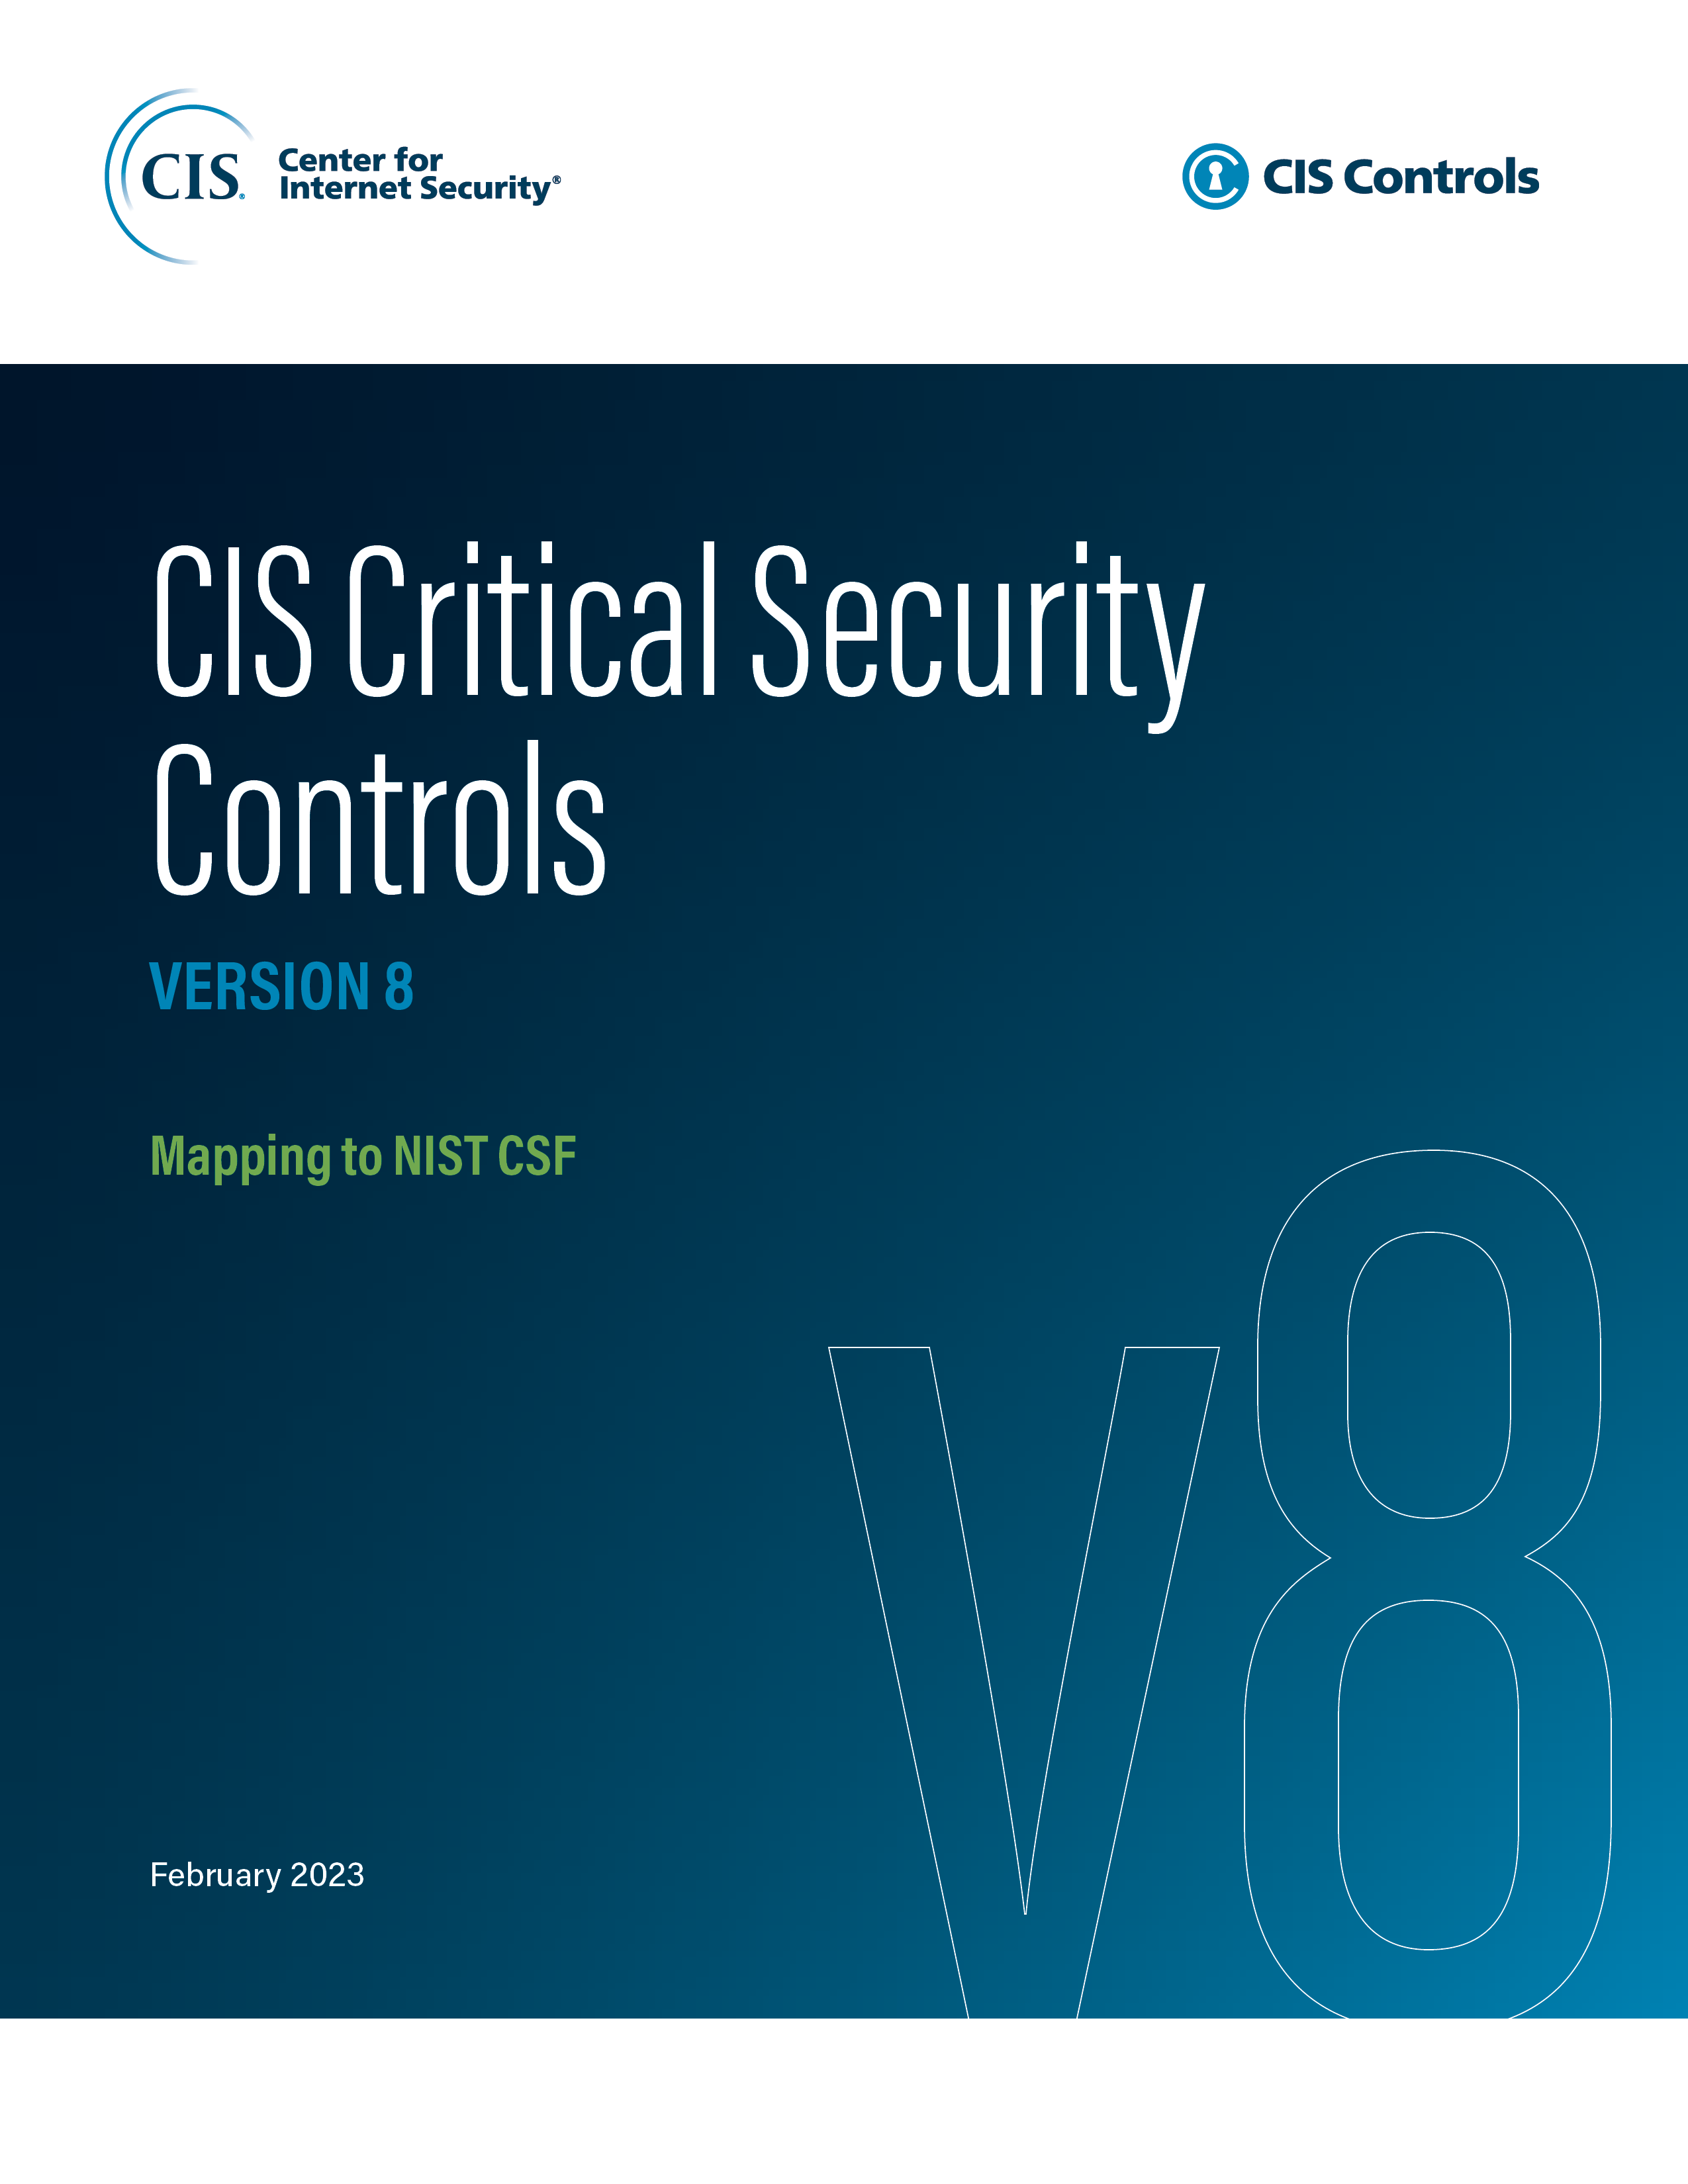 CIS®
Center for
Internet Security®
CIS Controls
CIS Critical Security
Controls
VERSION 8
Mapping to NIST CSF
v8
February 2023